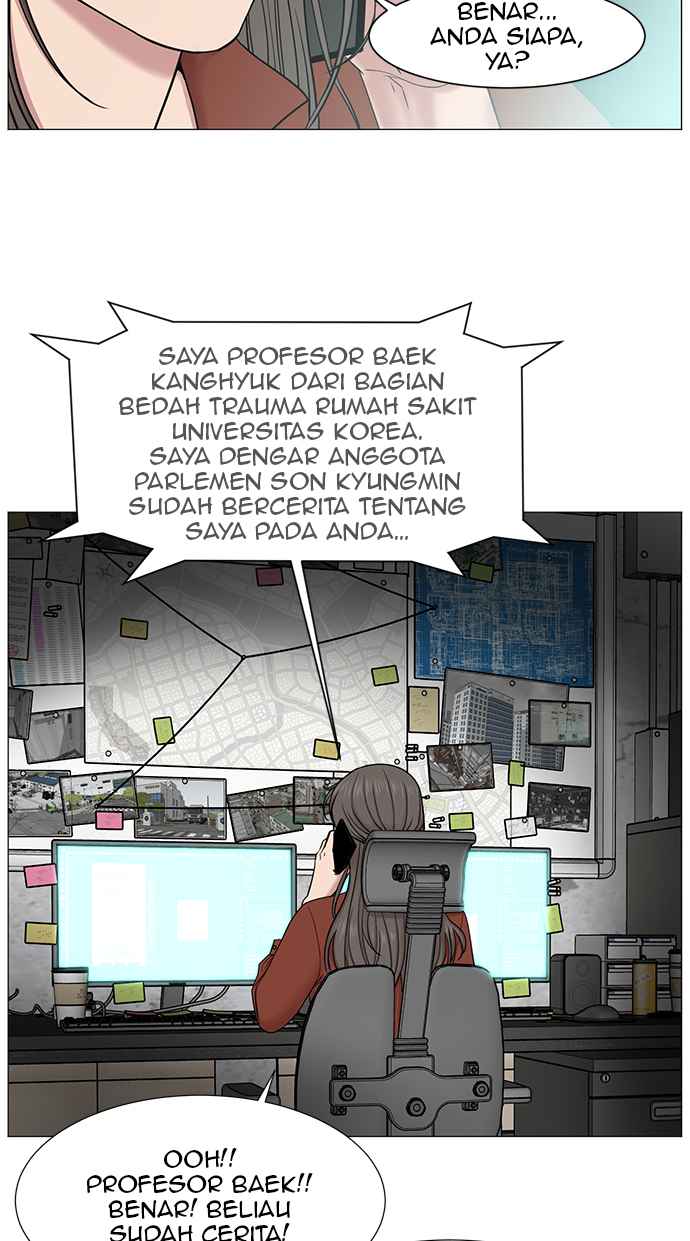 BENAR...
ANDA SIAPA,
YA?
SAYA PROFESOR BAEK
KANGHYUK DARI BAGIAN
BEDAH TRAUMA RUMAH SAKIT
UNIVERSITAS KOREA.
SAYA DENGAR ANGGOTA
PARLEMEN SON KYUNGMIN
SUDAH BERCERITA TENTANG
SAYA PADA ANDA...
OOH!!
PROFESOR BAEK!!
BENAR! BELIAU
SUDAH CERITA!